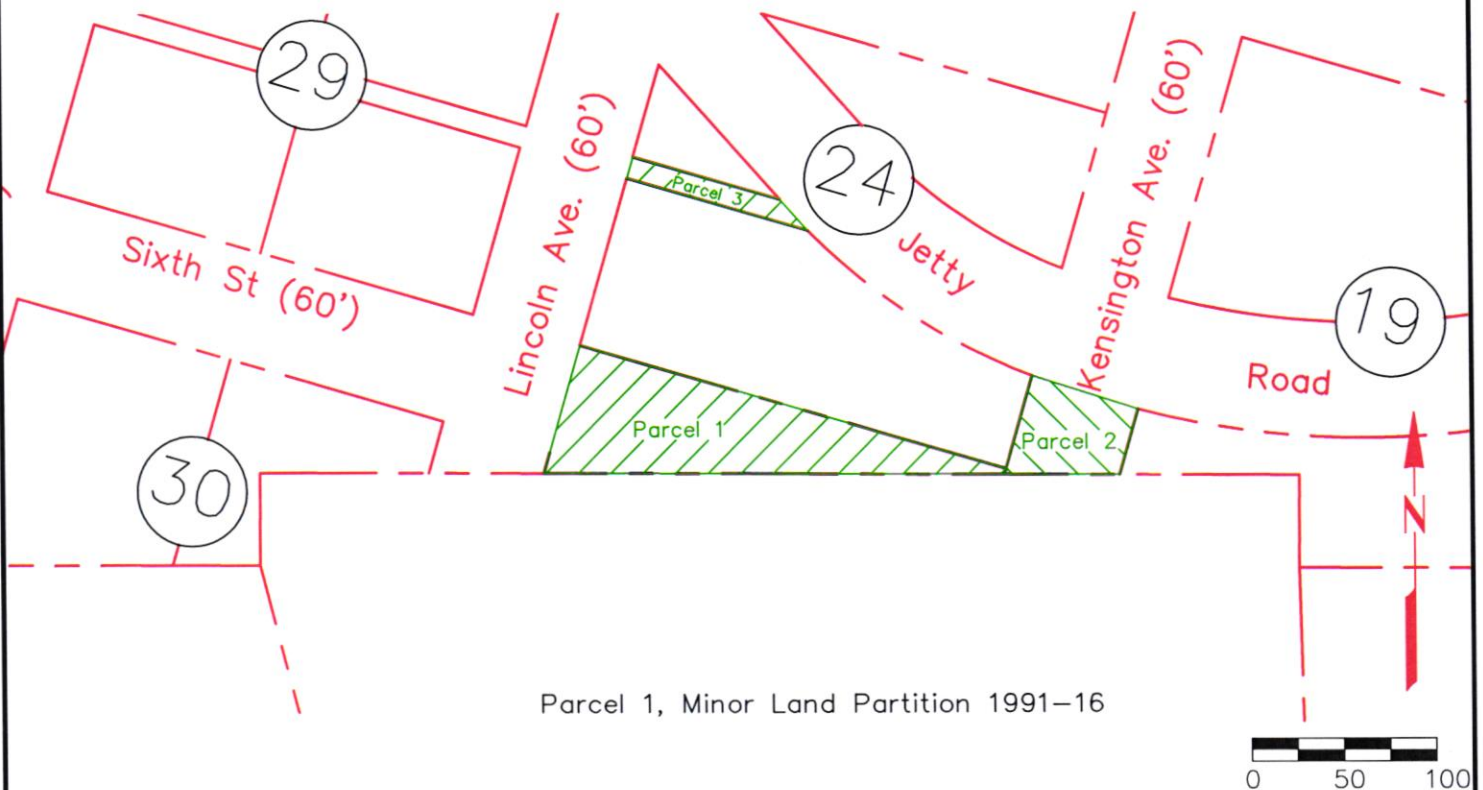 29
24
Lincoln Ave. (60')
Kensington Ave. (60')
Parcel 3
Sixth St (60')
Jetty
Road
19
Parcel 1
Parcel 2
30
N
Parcel 1, Minor Land Partition 1991-16
0 50 100